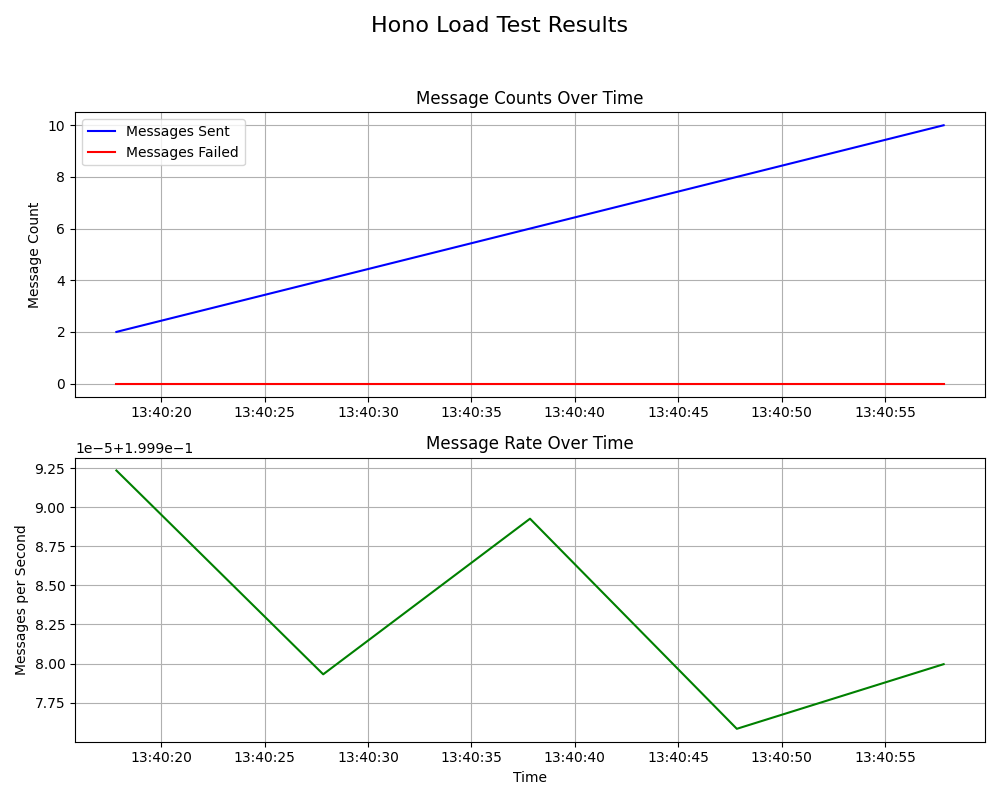 Hono Load Test Results
Message Counts Over Time
Messages Sent
Messages Failed
Message Count
10
8
6
4
2
0
13:40:20 13:40:25 13:40:30 13:40:35 13:40:40 13:40:45 13:40:50 13:40:55
Message Rate Over Time
1e−5+1.999e−1
Messages per Second
9.25
9.00
8.75
8.50
8.25
8.00
7.75
13:40:20 13:40:25 13:40:30 13:40:35 13:40:40 13:40:45 13:40:50 13:40:55
Time